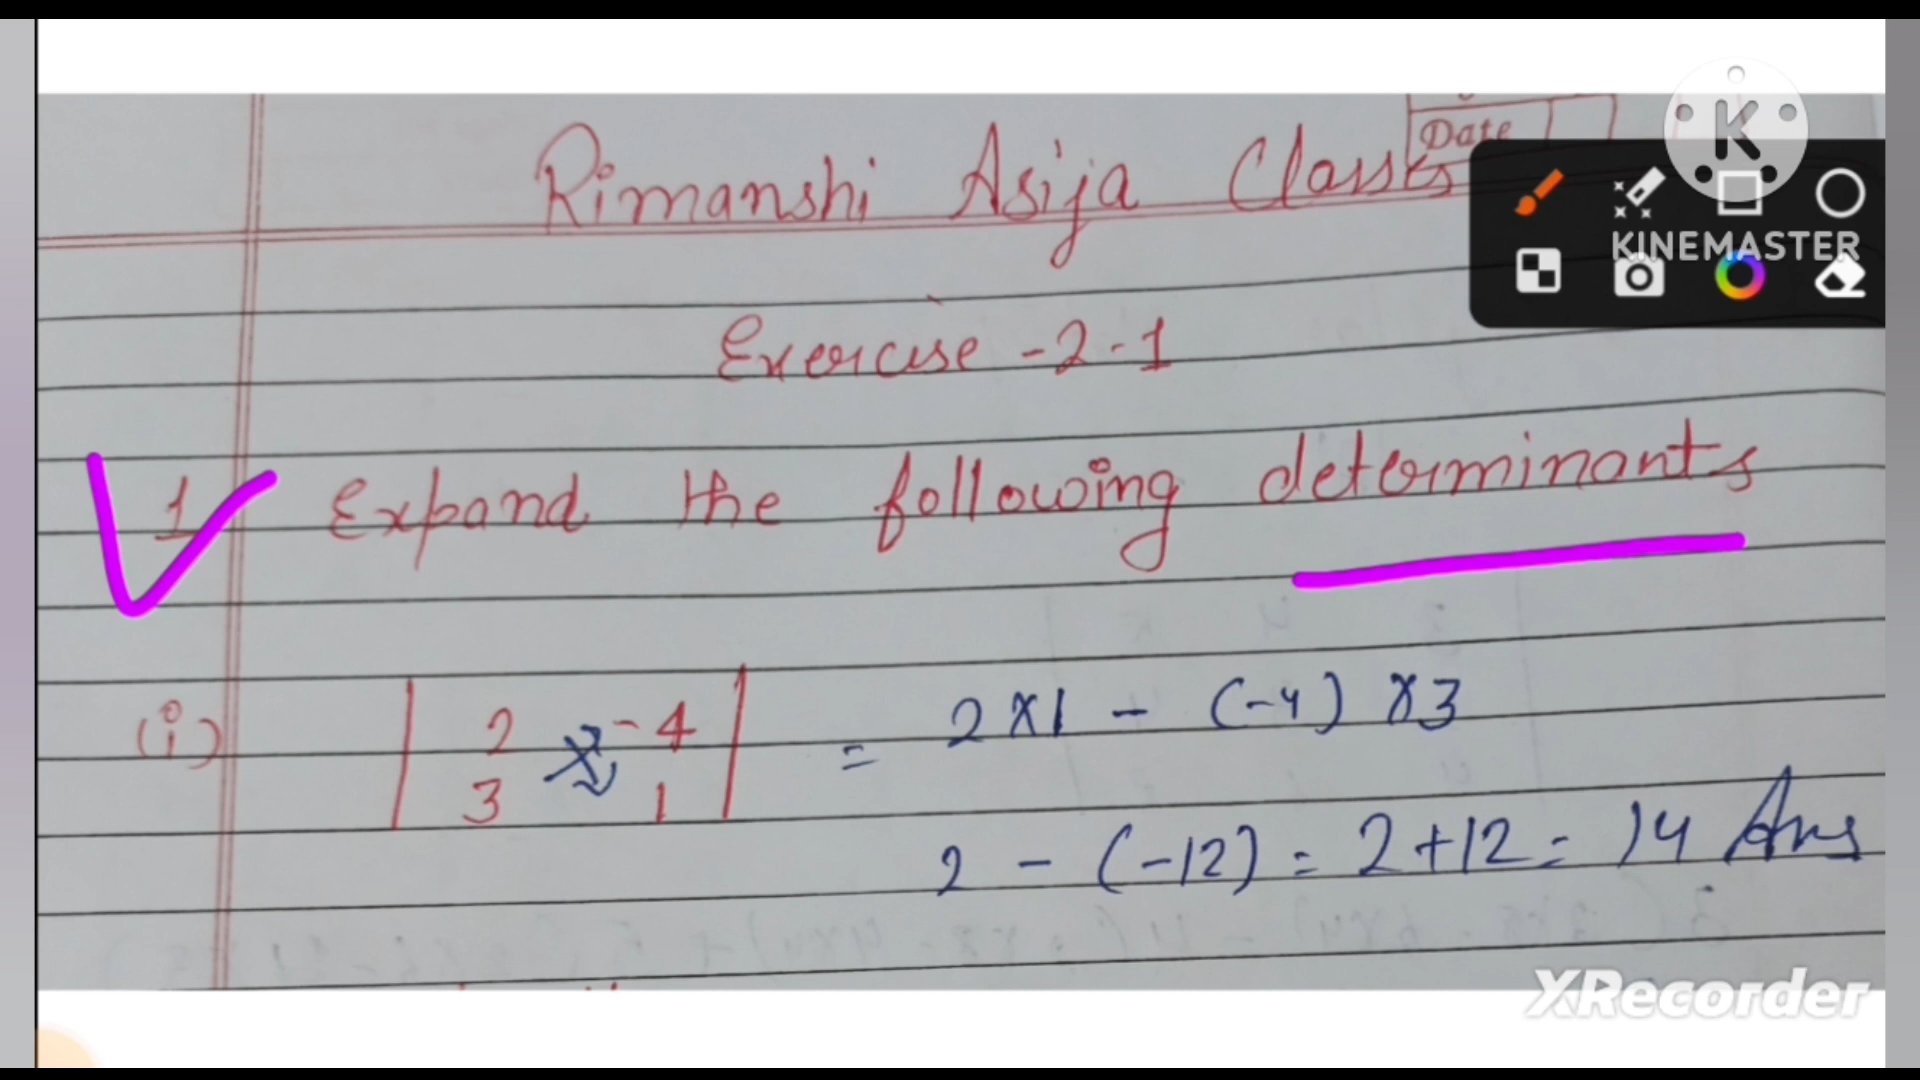 Date
Rimanshi Asija Classes
KINEMASTER
Exercise - 2.1
1 Expand the following determinants
(i) | 2 -4 | = 2×1 - (-4) ×3
| 3 1 |
2 - (-12) = 2+12 = 14 Ans
XRecorder